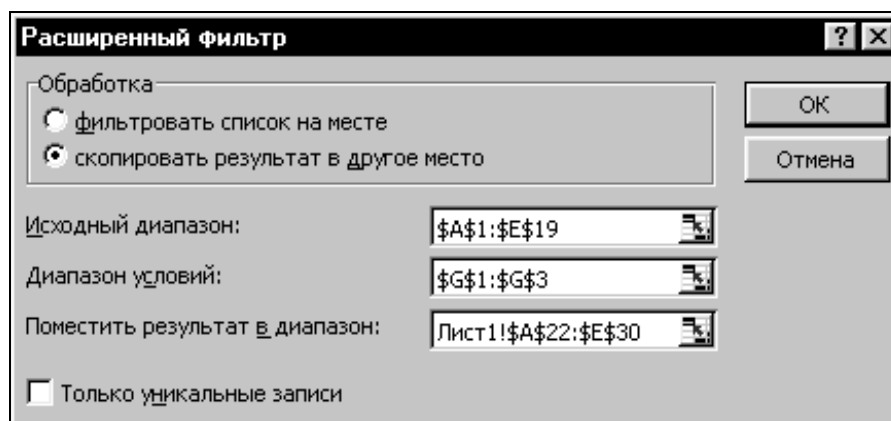 Расширенный фильтр
Обработка
фильтровать список на месте
скопировать результат в другое место
ОК
Отмена
Исходный диапазон: $A$1:$E$19
Диапазон условий: $G$1:$G$3
Поместить результат в диапазон: Лист1!$A$22:$E$30
Только уникальные записи